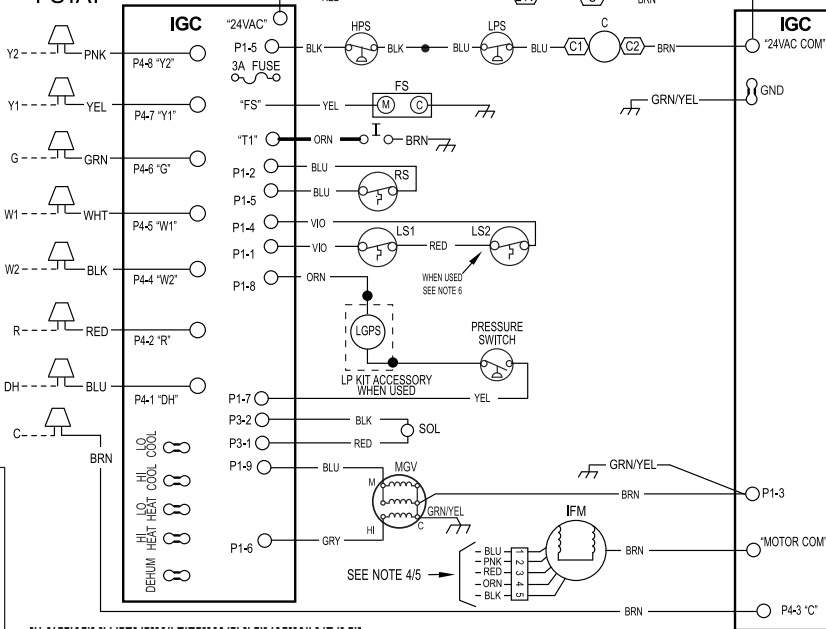 IGC
"24VAC"
P1-5
BLK
HPS
BLK
BLU
LPS
BLU
C1
C
C2
BRN
IGC
"24VAC COM"
3A FUSE
Y2
PNK
P4-8 "Y2"
Y1
YEL
P4-7 "Y1"
"FS"
YEL
FS
M
C
GRN/YEL
GND
"T1"
ORN
BRN
G
GRN
P4-6 "G"
P1-2
BLU
RS
P1-5
BLU
W1
WHT
P4-5 "W1"
P1-4
VIO
LS1
RED
LS2
P1-1
VIO
W2
BLK
P4-4 "W2"
P1-8
ORN
WHEN USED
SEE NOTE 6
R
RED
P4-2 "R"
LGPS
PRESSURE
SWITCH
LP KIT ACCESSORY
WHEN USED
DH
BLU
P4-1 "DH"
P1-7
YEL
C
BRN
P3-2
BLK
SOL
P3-1
RED
LO
COOL
HI
COOL
LO
HEAT
HI
HEAT
DEHUM
P1-9
BLU
MGV
M
HI
C
GRN/YEL
GRN/YEL
BRN
P1-3
P1-6
GRY
IFM
SEE NOTE 4/5
BLU 1
PNK 2
RED 3
ORN 4
BLK 5
BRN
"MOTOR COM"
BRN
P4-3 "C"